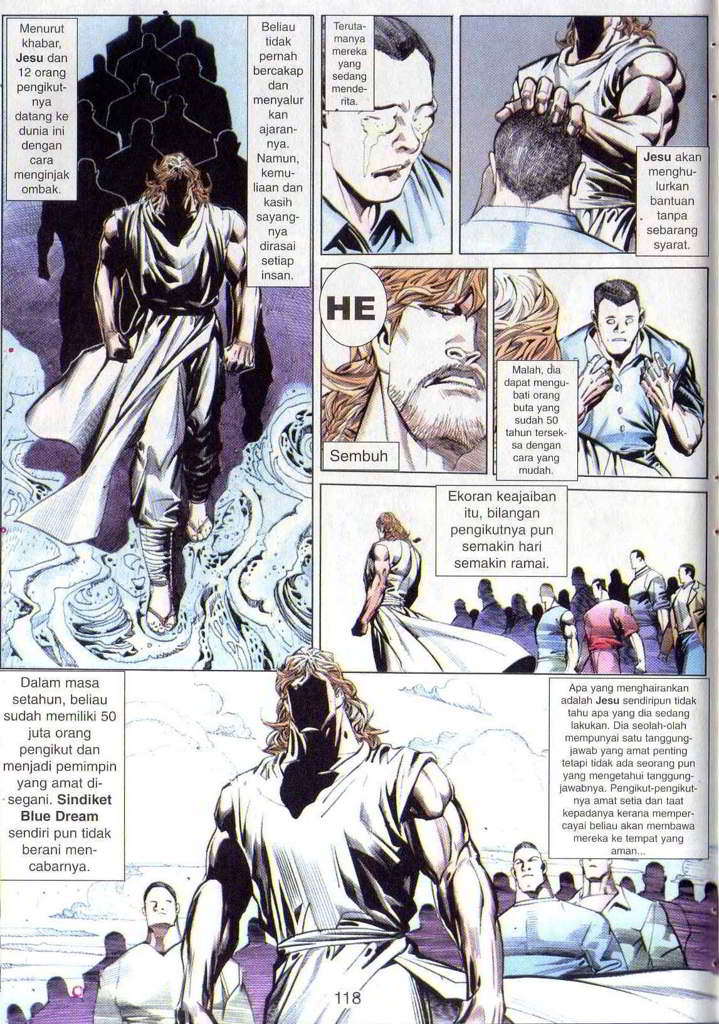 Menurut
khabar,
Jesu dan
12 orang
pengikut-
nya
datang ke
dunia ini
dengan
cara
menginjak
ombak.
Beliau
tidak
pernah
bercakap
dan
menyalur
kan
ajaran-
nya.
Namun,
kemu-
liaan dan
kasih
sayang-
nya
dirasai
setiap
insan.
Teruta-
manya
mereka
yang
sedang
mende-
rita.
Jesu akan
menghu-
lurkan
bantuan
tanpa
sebarang
syarat.
HE
Sembuh
Malah, dia
dapat mengu-
bati orang
buta yang
sudah 50
tahun tersek-
sa dengan
cara yang
mudah.
Ekoran keajaiban
itu, bilangan
pengikutnya pun
semakin hari
semakin ramai.
Dalam masa
setahun, beliau
sudah memiliki 50
juta orang
pengikut dan
menjadi pemimpin
yang amat di-
segani. Sindiket
Blue Dream
sendiri pun tidak
berani men-
cabarnya.
Apa yang menghairankan
adalah Jesu sendiripun tidak
tahu apa yang dia sedang
lakukan. Dia seolah-olah
mempunyai satu tanggung-
jawab yang amat penting
tetapi tidak ada seorang pun
yang mengetahui tanggung-
jawabnya. Pengikut-pengikut-
nya amat setia dan taat
kepadanya kerana memper-
cayai beliau akan membawa
mereka ke tempat yang
aman...
118